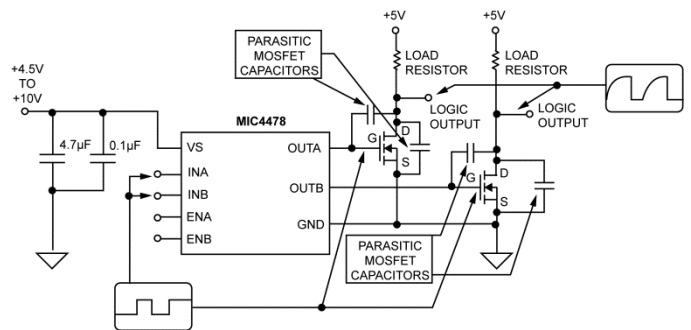 +5V
+5V
PARASITIC
MOSFET
CAPACITORS
LOAD
RESISTOR
LOAD
RESISTOR
+4.5V
TO
+10V
LOGIC
OUTPUT
LOGIC
OUTPUT
4.7µF
0.1µF
MIC4478
VS
INA
INB
ENA
ENB
OUTA
OUTB
GND
G
D
S
G
D
S
PARASITIC
MOSFET
CAPACITORS